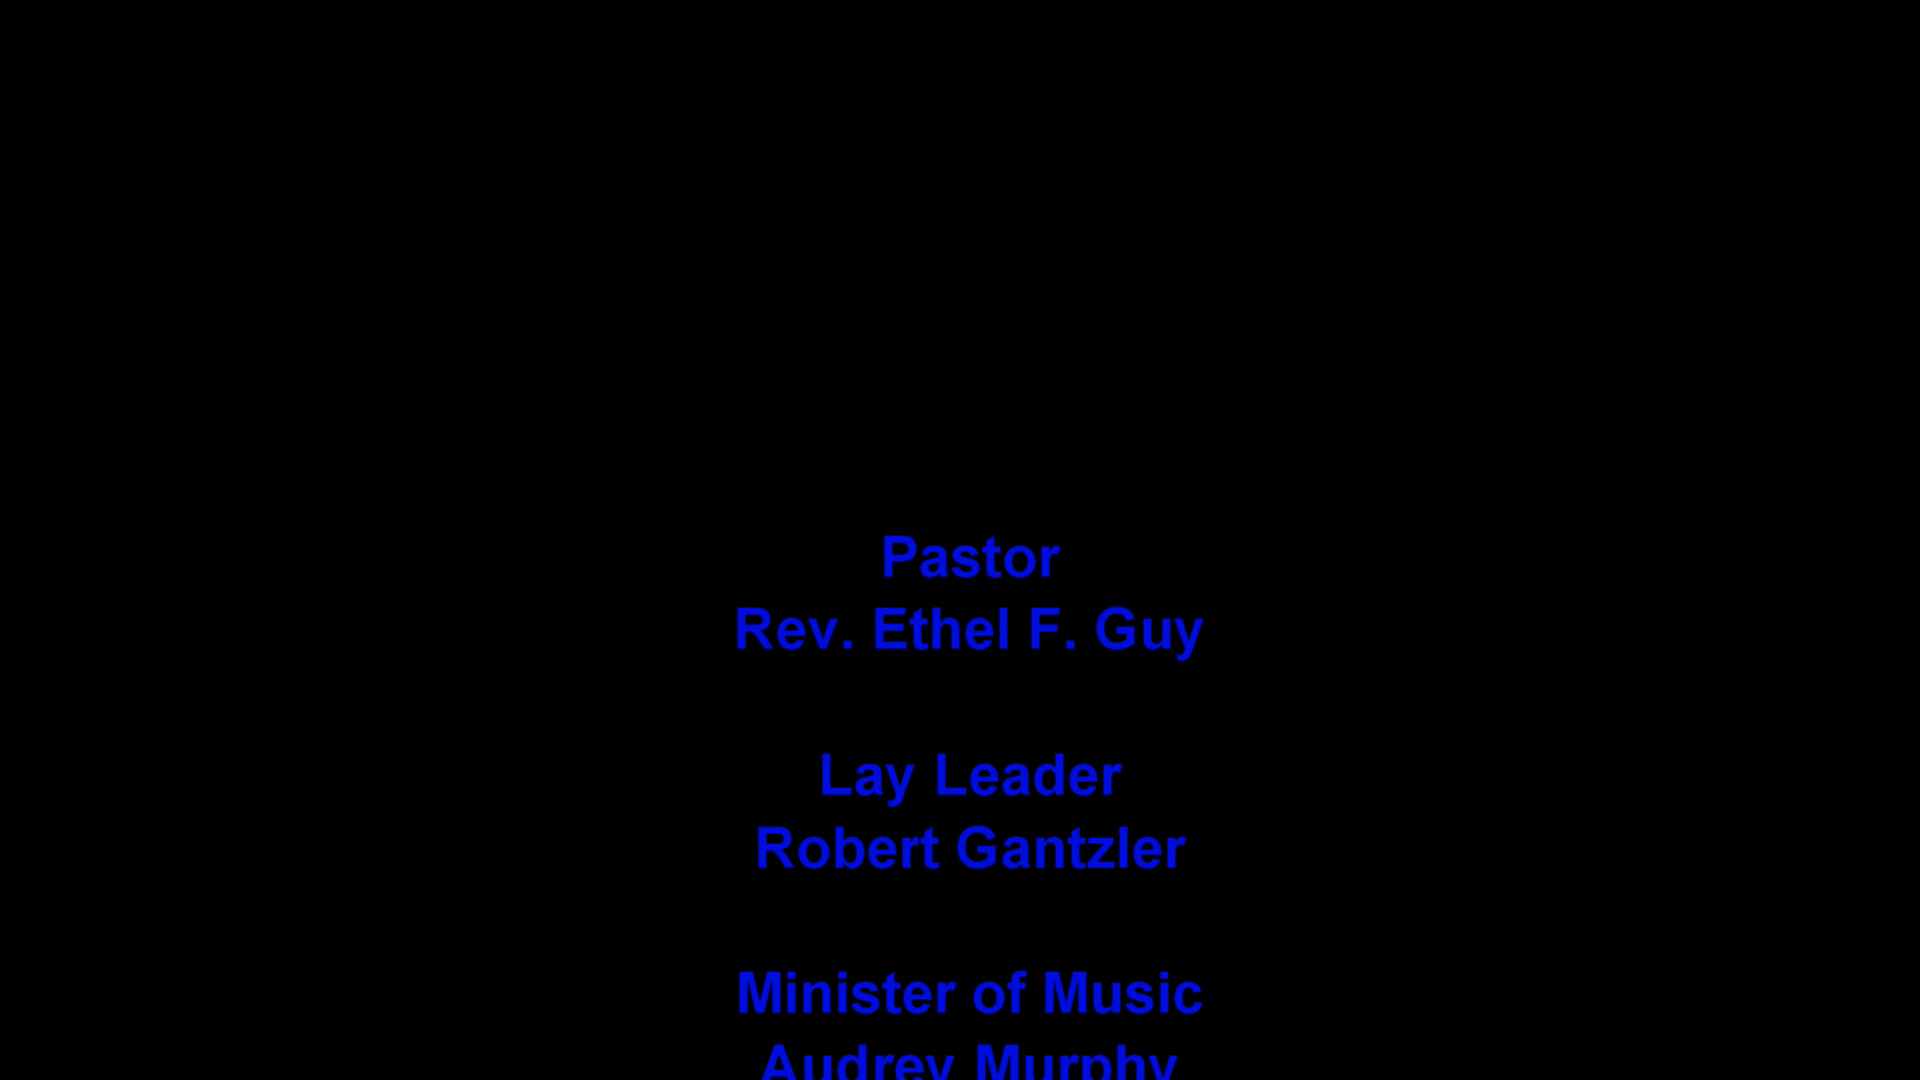 Pastor
Rev. Ethel F. Guy
Lay Leader
Robert Gantzler
Minister of Music
Audrey Murphy